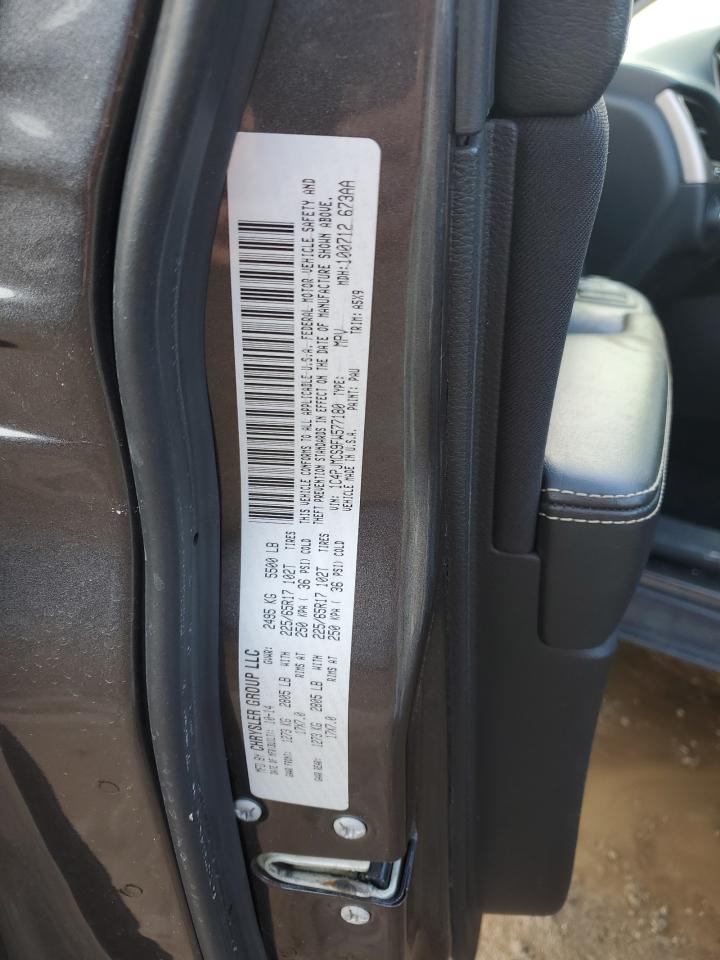 MFD BY CHRYSLER GROUP LLC
DATE OF MFR/BUILT: 10-14 GVWR: 2495 KG 5500 LB
GAWR FRONT: 1273 KG 2805 LB WITH 225/65R17 102T TIRES
17X7.0 RIMS AT 250 KPA ( 36 PSI) COLD
GAWR REAR: 1273 KG 2805 LB WITH 225/65R17 102T TIRES
17X7.0 RIMS AT 250 KPA ( 36 PSI) COLD
THIS VEHICLE CONFORMS TO ALL APPLICABLE U.S.A. FEDERAL MOTOR VEHICLE SAFETY AND
THEFT PREVENTION STANDARDS IN EFFECT ON THE DATE OF MANUFACTURE SHOWN ABOVE.
VIN: 1C4PJMCS9FW577180 TYPE: MPV MDH:100712 673AA
VEHICLE MADE IN U.S.A. PAINT: PAU TRIM: A5X9